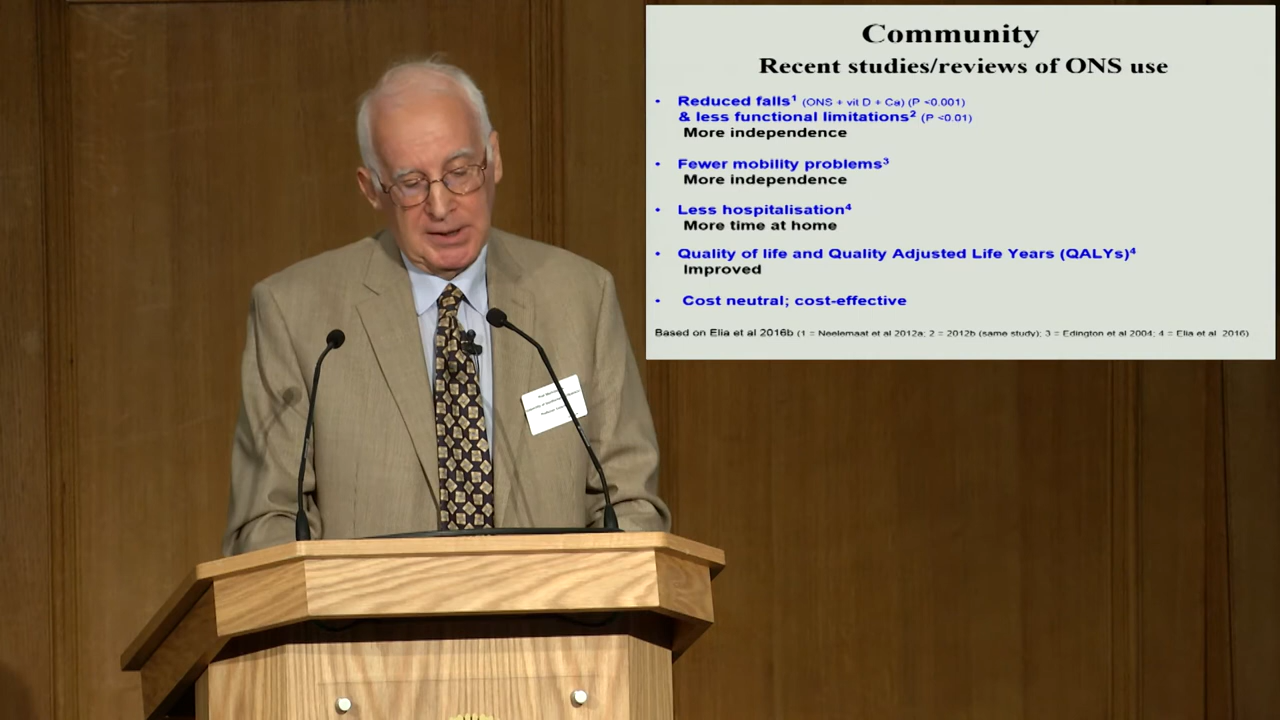 Community
Recent studies/reviews of ONS use
• Reduced falls¹ (ONS + vit D + Ca) (P <0.001)
& less functional limitations² (P <0.01)
More independence
• Fewer mobility problems³
More independence
• Less hospitalisation⁴
More time at home
• Quality of life and Quality Adjusted Life Years (QALYs)⁴
Improved
• Cost neutral; cost-effective
Based on Elia et al 2016b (1 = Neelemaat et al 2012a; 2 = 2012b (same study); 3 = Edington et al 2004; 4 = Elia et al 2016)